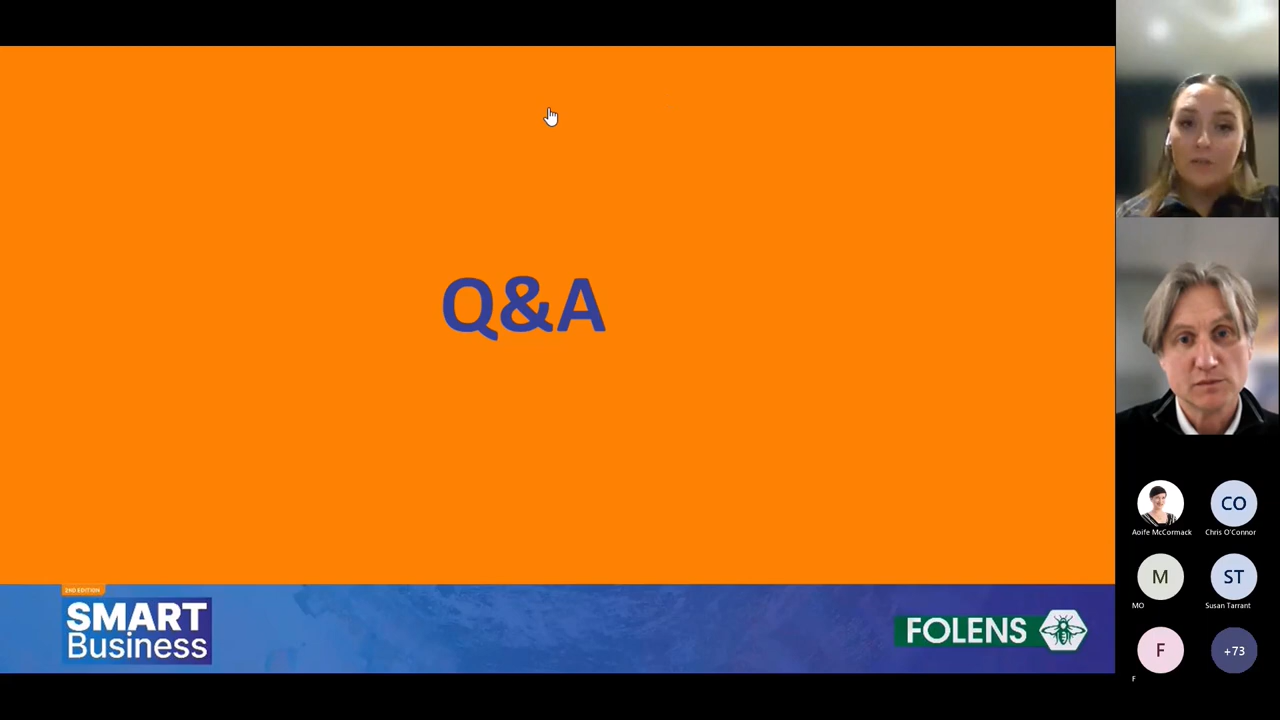 Q&A
2ND EDITION
SMART
Business
FOLENS
CO
Aoife McCormack
Chris O'Connor
M
ST
MO
Susan Tarrant
F
+73
F